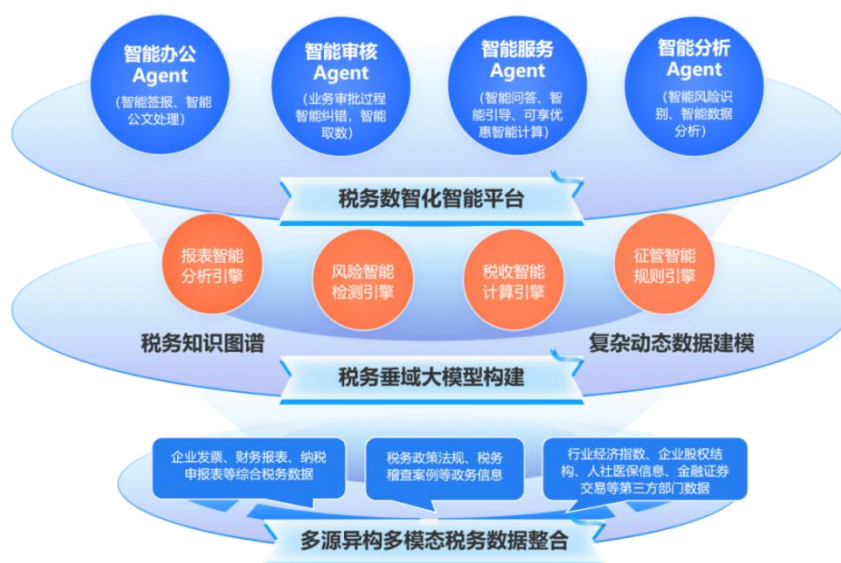 智能办公
Agent
（智能签报、智能
公文处理）
智能审核
Agent
（业务审批过程
智能纠错，智能
取数）
智能服务
Agent
（智能问答、智
能引导、可享优
惠智能计算）
智能分析
Agent
（智能风险识
别、智能数据
分析）
税务数智化智能平台
报表智能
分析引擎
风险智能
检测引擎
税收智能
计算引擎
征管智能
规则引擎
税务知识图谱
复杂动态数据建模
税务垂域大模型构建
企业发票、财务报表、纳税
申报表等综合税务数据
税务政策法规、税务
稽查案例等政务信息
行业经济指数、企业股权结
构、人社医保信息、金融证券
交易等第三方部门数据
多源异构多模态税务数据整合